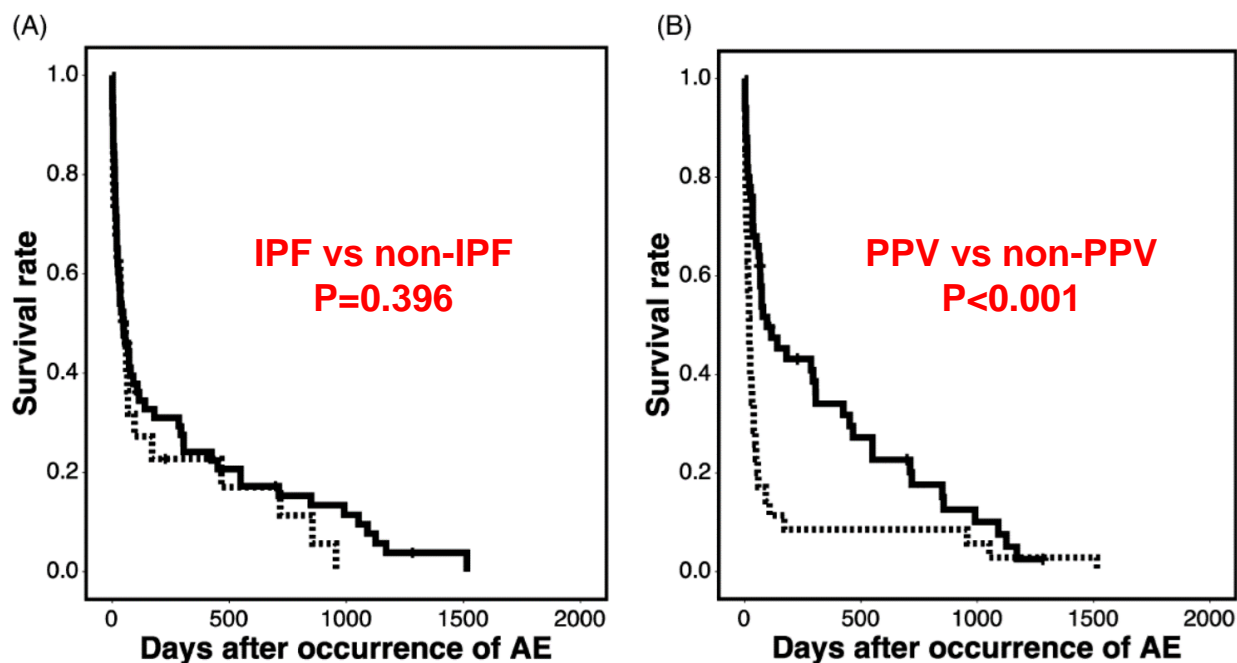 (A)
Survival rate
1.0
0.8
0.6
0.4
0.2
0.0
IPF vs non-IPF
P=0.396
0 500 1000 1500 2000
Days after occurrence of AE
(B)
Survival rate
1.0
0.8
0.6
0.4
0.2
0.0
PPV vs non-PPV
P<0.001
0 500 1000 1500 2000
Days after occurrence of AE